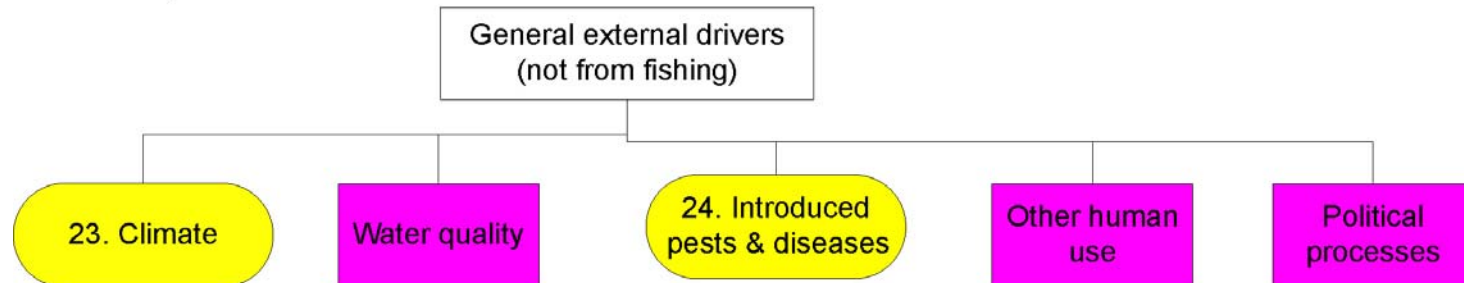 General external drivers
(not from fishing)
23. Climate
Water quality
24. Introduced
pests & diseases
Other human
use
Political
processes